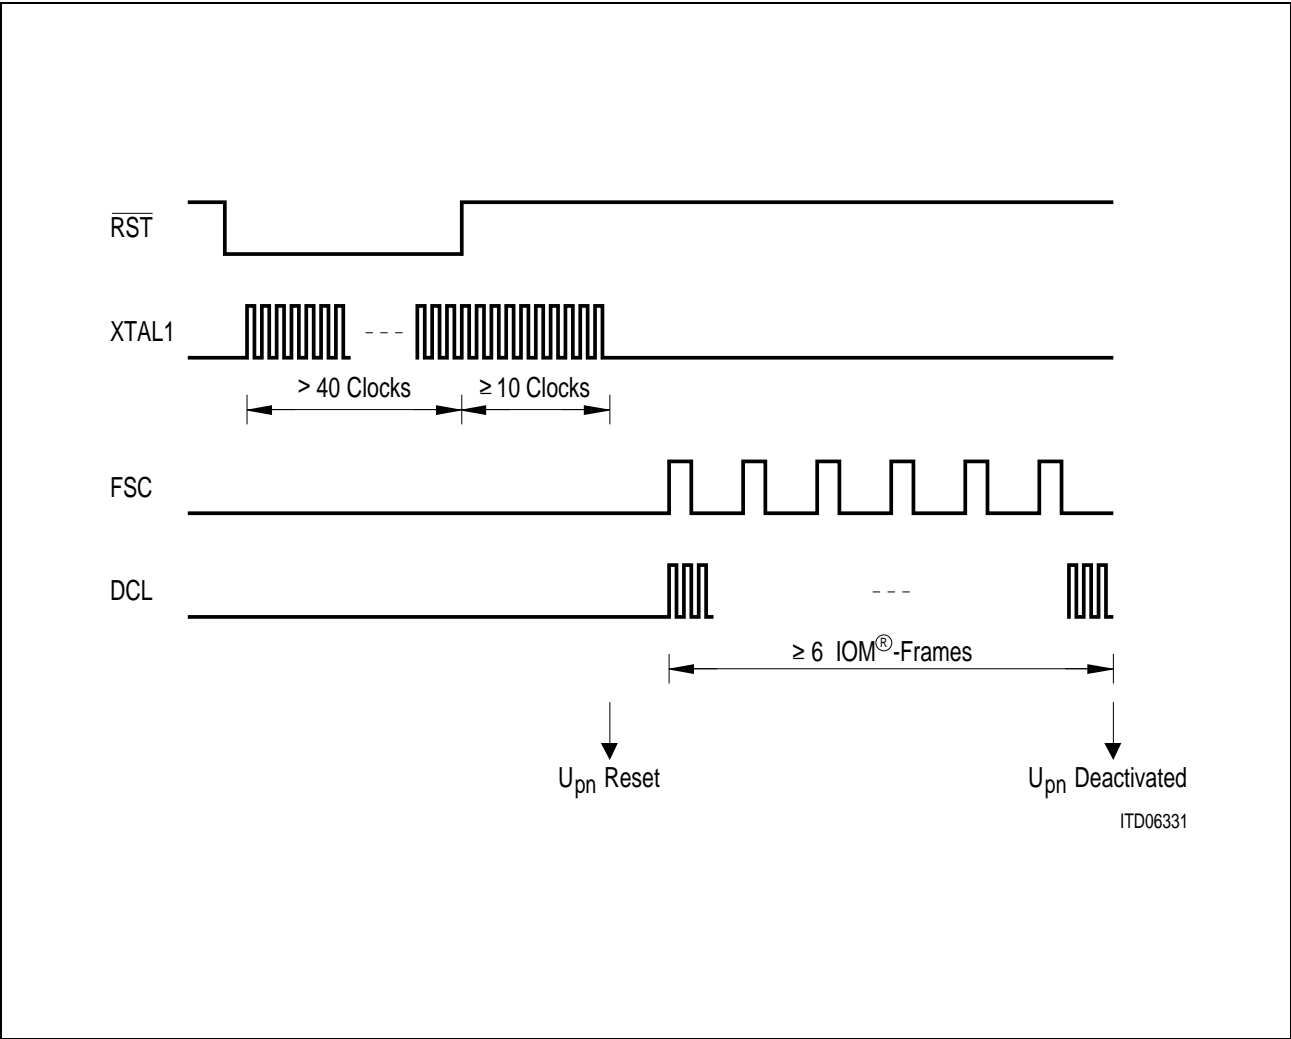 RST
XTAL1
> 40 Clocks
≥ 10 Clocks
FSC
DCL
- - -
≥ 6 IOM®-Frames
Upn Reset
Upn Deactivated
ITD06331